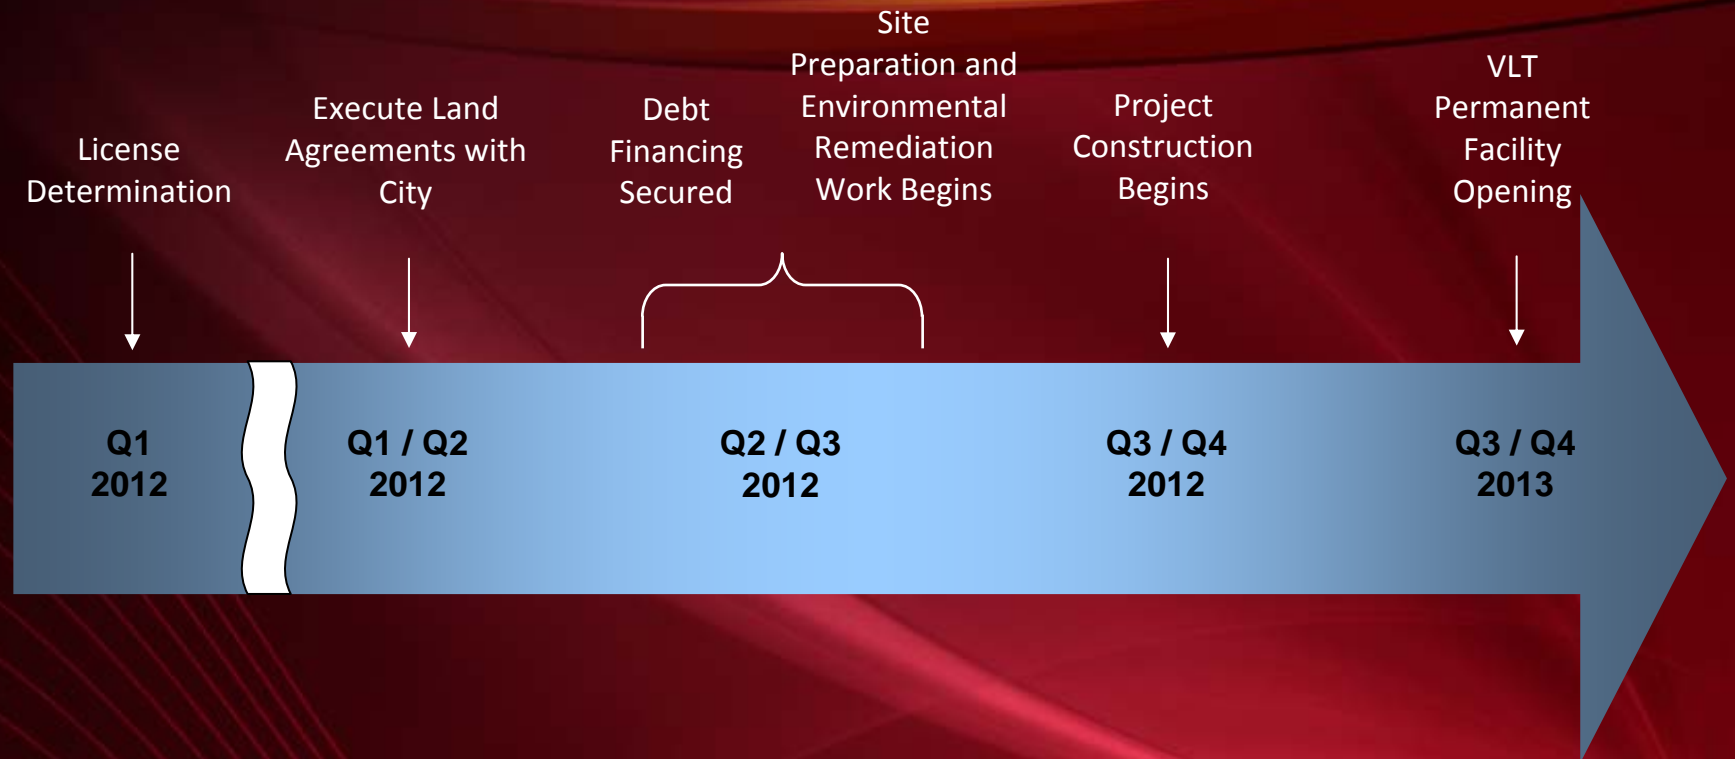 License
Determination
Execute Land
Agreements with
City
Debt
Financing
Secured
Site
Preparation and
Environmental
Remediation
Work Begins
Project
Construction
Begins
VLT
Permanent
Facility
Opening
Q1
2012
Q1 / Q2
2012
Q2 / Q3
2012
Q3 / Q4
2012
Q3 / Q4
2013